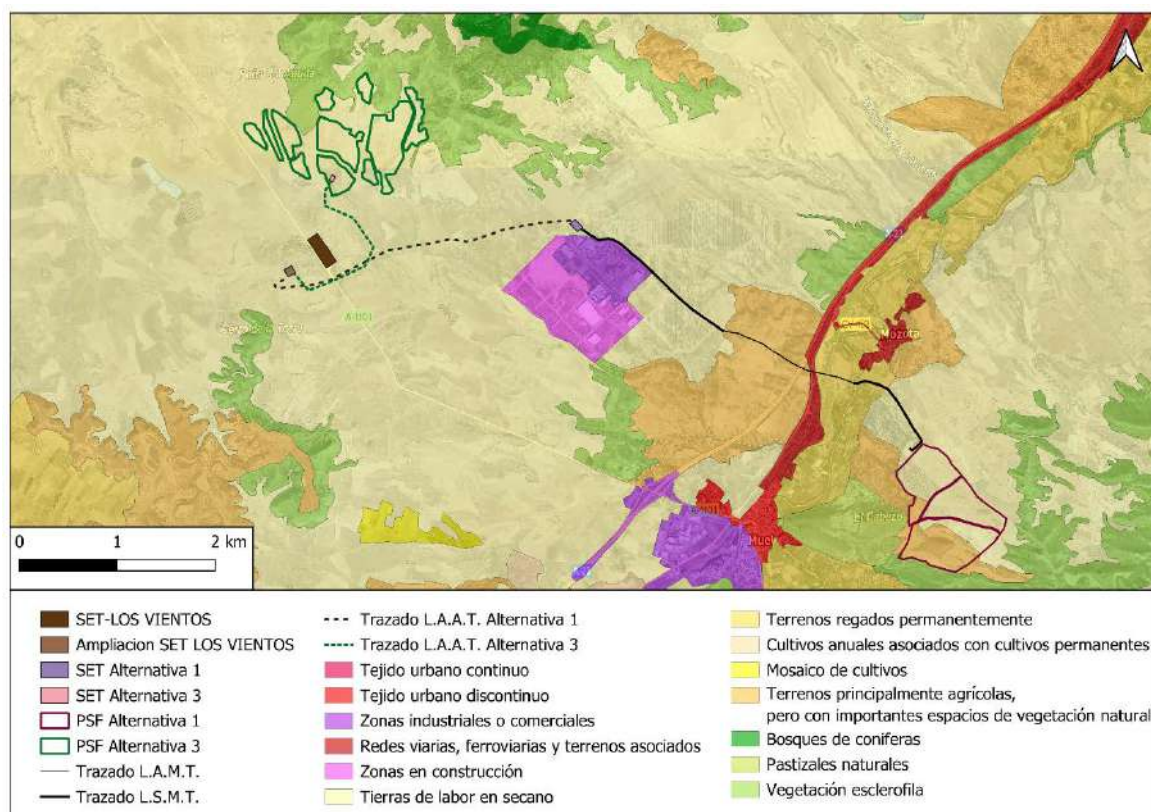 A-1101
Mozota
Muel
0 1 2 km
SET-LOS VIENTOS
Ampliacion SET LOS VIENTOS
SET Alternativa 1
SET Alternativa 3
PSF Alternativa 1
PSF Alternativa 3
Trazado L.A.M.T.
Trazado L.S.M.T.
Trazado L.A.A.T. Alternativa 1
Trazado L.A.A.T. Alternativa 3
Tejido urbano continuo
Tejido urbano discontinuo
Zonas industriales o comerciales
Redes viarias, ferroviarias y terrenos asociados
Zonas en construcción
Tierras de labor en secano
Terrenos regados permanentemente
Cultivos anuales asociados con cultivos permanentes
Mosaico de cultivos
Terrenos principalmente agrícolas,
pero con importantes espacios de vegetación natural
Bosques de coniferas
Pastizales naturales
Vegetación esclerofila